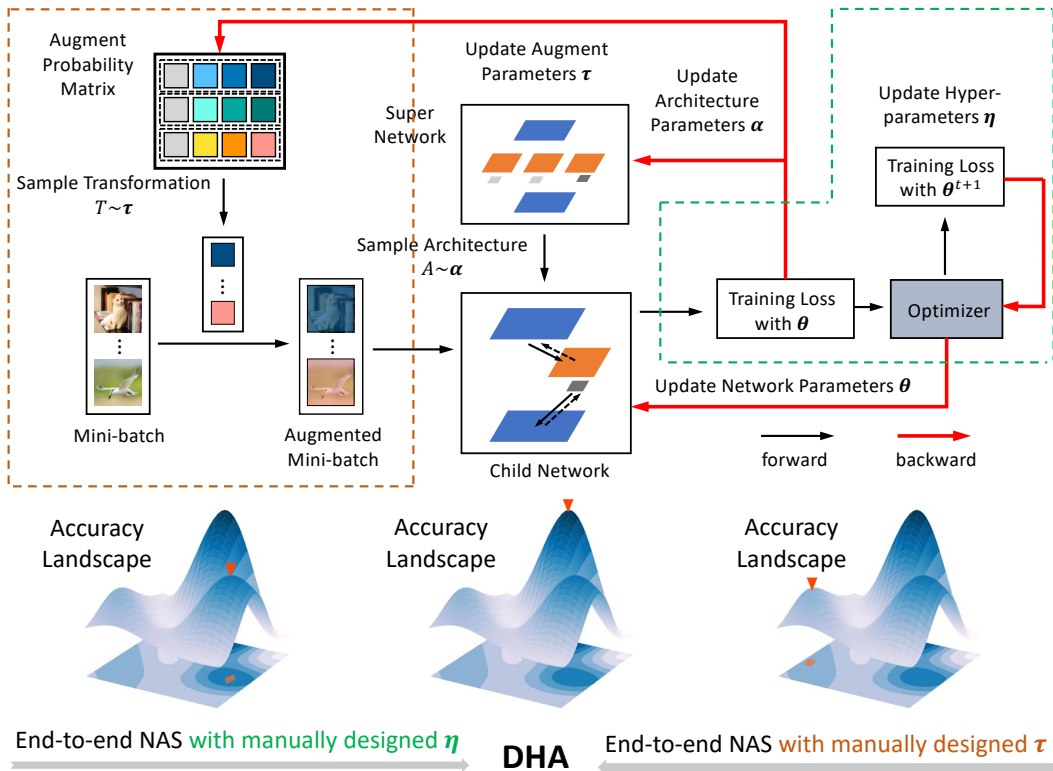 Augment
Probability
Matrix
Update Augment
Parameters τ
Super
Network
Update
Architecture
Parameters α
Update Hyper-
parameters η
Training Loss
with θ^{t+1}
Sample Transformation
T~τ
Sample Architecture
A~α
Training Loss
with θ
Optimizer
Update Network Parameters θ
Mini-batch
Augmented
Mini-batch
Child Network
forward
backward
Accuracy
Landscape
Accuracy
Landscape
Accuracy
Landscape
End-to-end NAS with manually designed η
DHA
End-to-end NAS with manually designed τ